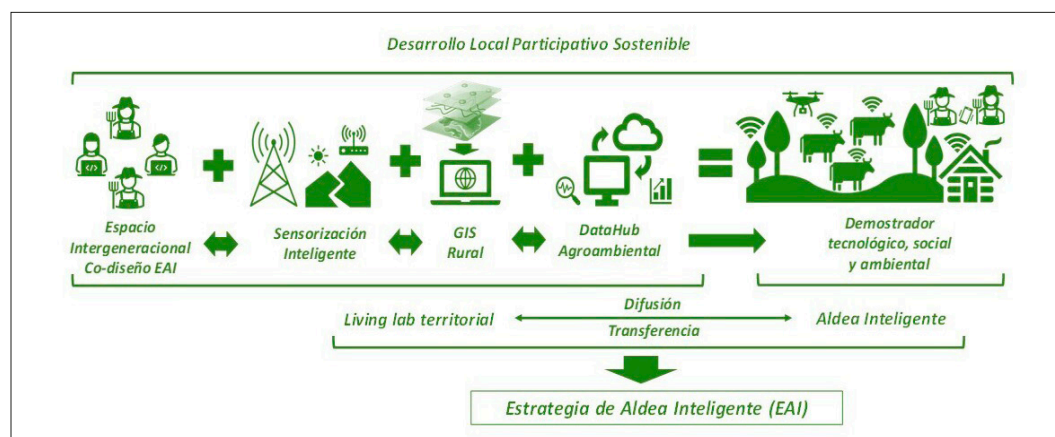 Desarrollo Local Participativo Sostenible
Espacio
Intergeneracional
Co-diseño EAI
Sensorización
Inteligente
GIS
Rural
DataHub
Agroambiental
Demostrador
tecnológico, social
y ambiental
Living lab territorial
Difusión
Transferencia
Aldea Inteligente
Estrategia de Aldea Inteligente (EAI)